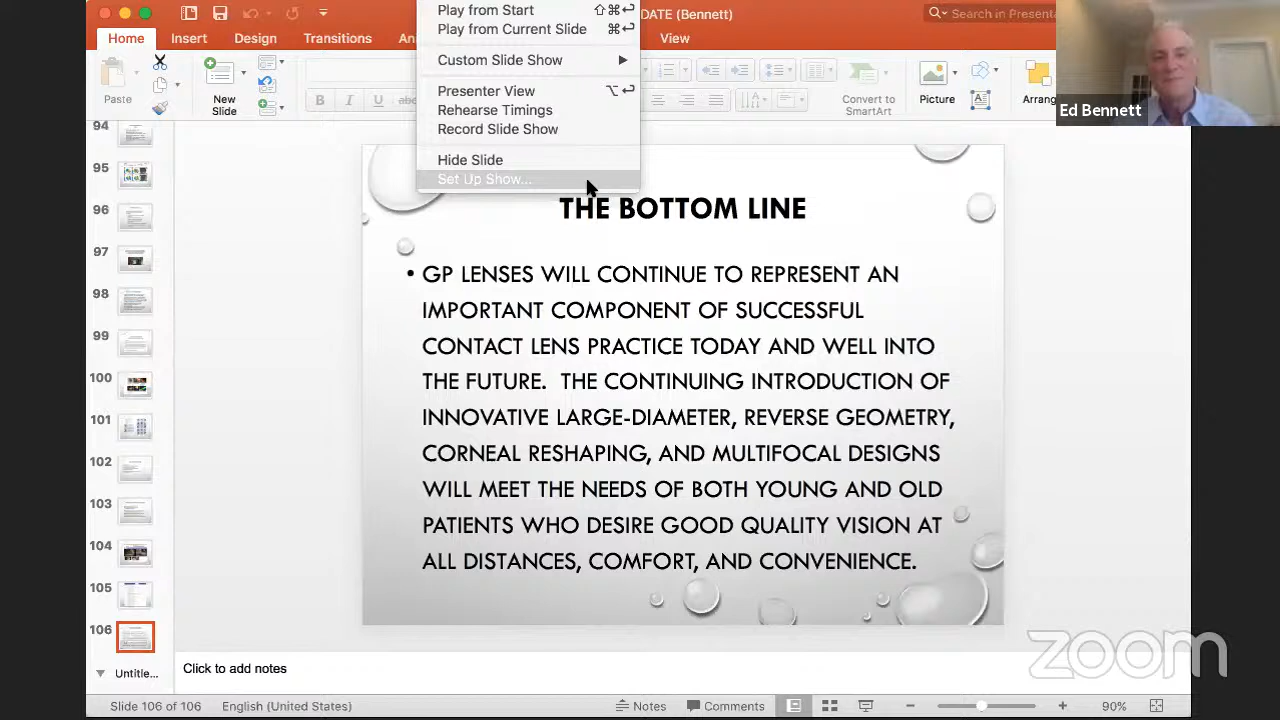 Play from Start ⇧⌘↩
DATE (Bennett)
Search in Presenta
Play from Current Slide ⌘↩
Home
Insert
Design
Transitions
An
View
Custom Slide Show
Paste
New
Slide
Presenter View ⌥↩
Rehearse Timings
Record Slide Show
B
I
U
abc
Convert to
SmartArt
Picture
Arrang
Ed Bennett
Hide Slide
Set Up Show...
94
95
96
97
98
99
100
101
102
103
104
105
106
Untitle...
THE BOTTOM LINE
• GP LENSES WILL CONTINUE TO REPRESENT AN
IMPORTANT COMPONENT OF SUCCESSFUL
CONTACT LENS PRACTICE TODAY AND WELL INTO
THE FUTURE. THE CONTINUING INTRODUCTION OF
INNOVATIVE LARGE-DIAMETER, REVERSE GEOMETRY,
CORNEAL RESHAPING, AND MULTIFOCAL DESIGNS
WILL MEET THE NEEDS OF BOTH YOUNG AND OLD
PATIENTS WHO DESIRE GOOD QUALITY VISION AT
ALL DISTANCES, COMFORT, AND CONVENIENCE.
zoom
Click to add notes
Slide 106 of 106
English (United States)
Notes
Comments
90%